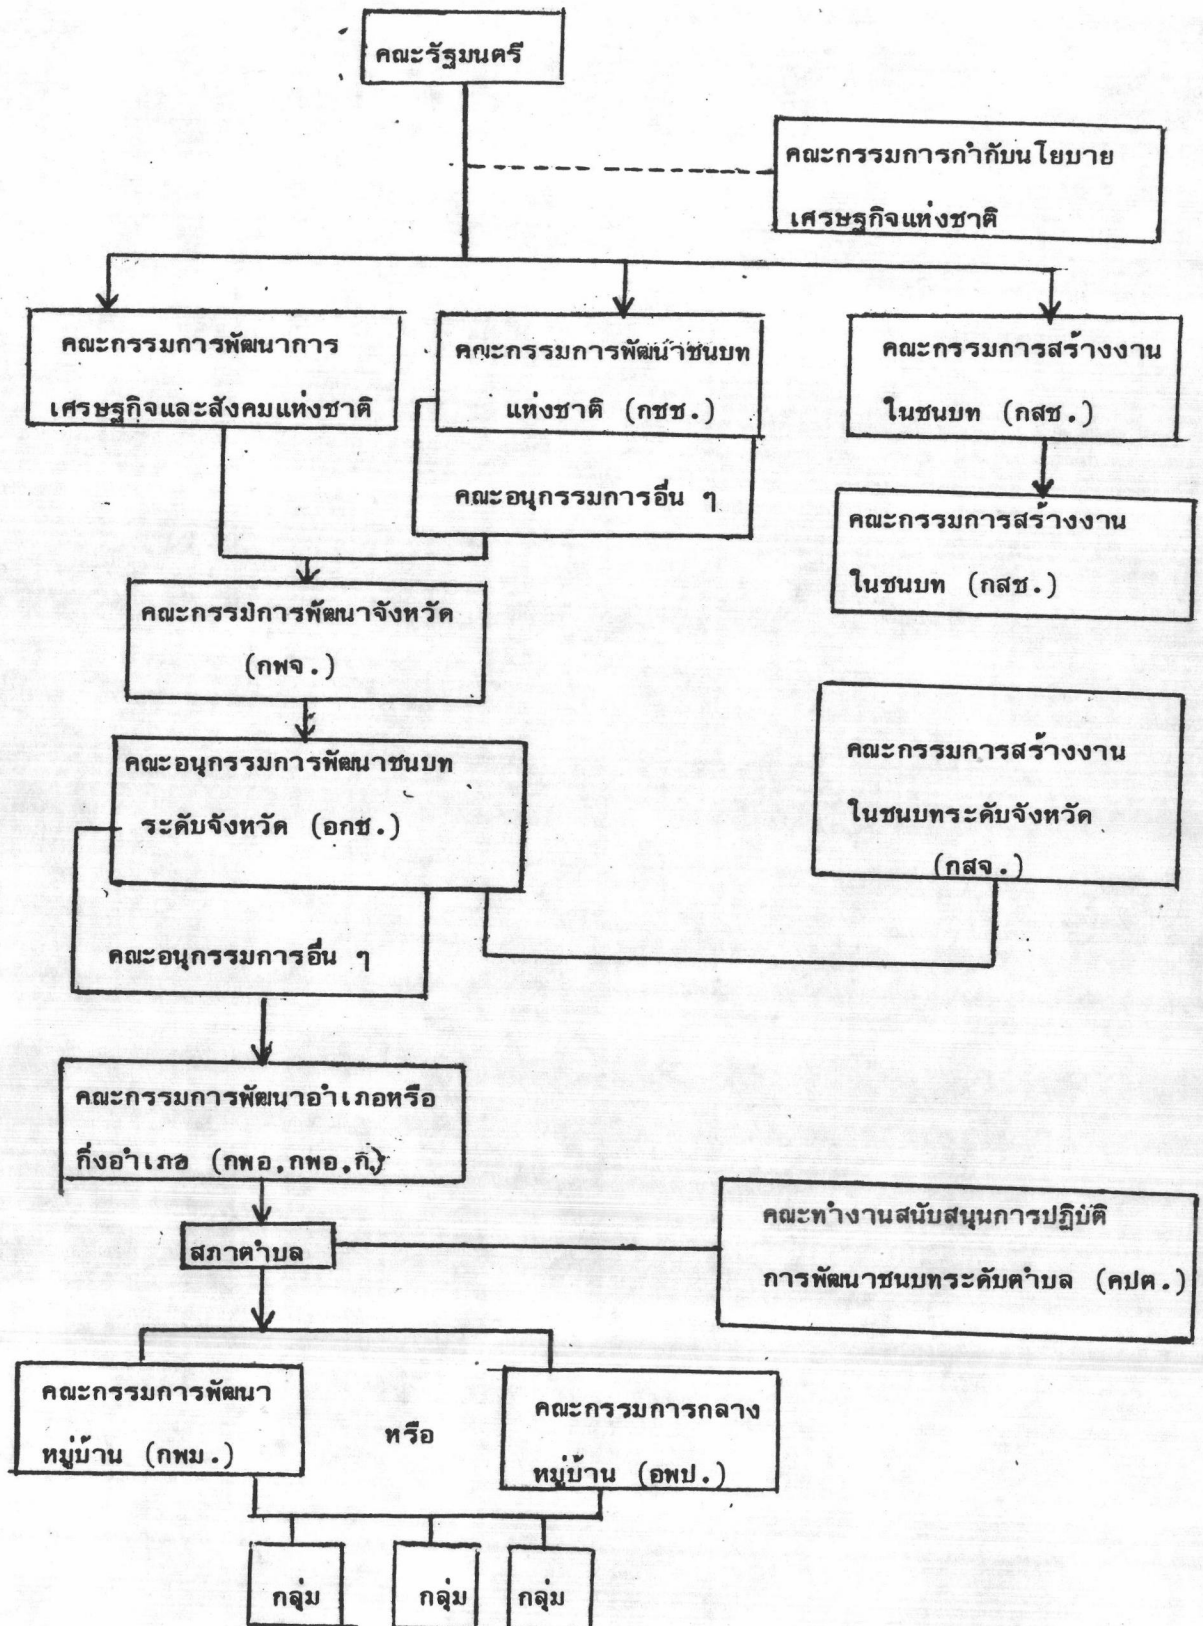 คณะรัฐมนตรี
คณะกรรมการกำกับนโยบาย
เศรษฐกิจแห่งชาติ
คณะกรรมการพัฒนาการ
เศรษฐกิจและสังคมแห่งชาติ
คณะกรรมการพัฒนาชนบท
แห่งชาติ (กชช.)
คณะอนุกรรมการอื่น ๆ
คณะกรรมการสร้างงาน
ในชนบท (กสช.)
คณะกรรมการสร้างงาน
ในชนบท (กสช.)
คณะกรรมการพัฒนาจังหวัด
(กพจ.)
คณะอนุกรรมการพัฒนาชนบท
ระดับจังหวัด (อกช.)
คณะอนุกรรมการอื่น ๆ
คณะกรรมการสร้างงาน
ในชนบทระดับจังหวัด
(กสจ.)
คณะกรรมการพัฒนาอำเภอหรือ
กิ่งอำเภอ (กพอ.กพอ.กิ)
สภาตำบล
คณะทำงานสนับสนุนการปฏิบัติ
การพัฒนาชนบทระดับตำบล (คปต.)
คณะกรรมการพัฒนา
หมู่บ้าน (กพม.)
หรือ
คณะกรรมการกลาง
หมู่บ้าน (อพป.)
กลุ่ม
กลุ่ม
กลุ่ม